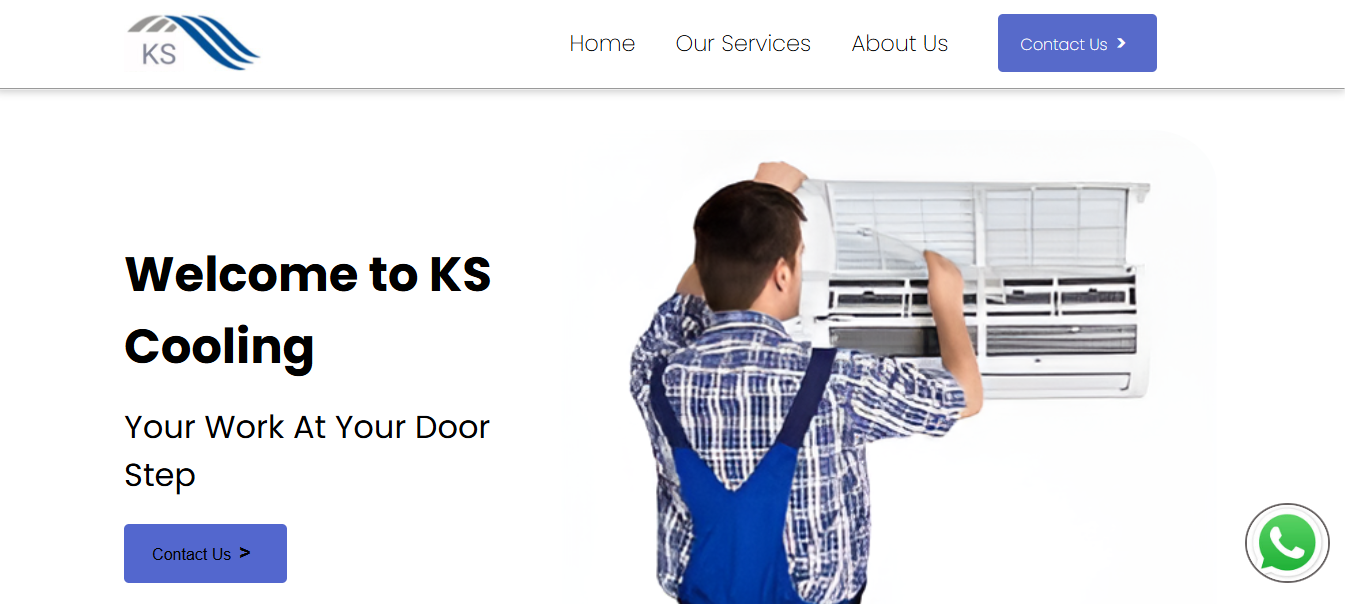 KS
Home
Our Services
About Us
Contact Us >
Welcome to KS
Cooling
Your Work At Your Door
Step
Contact Us >